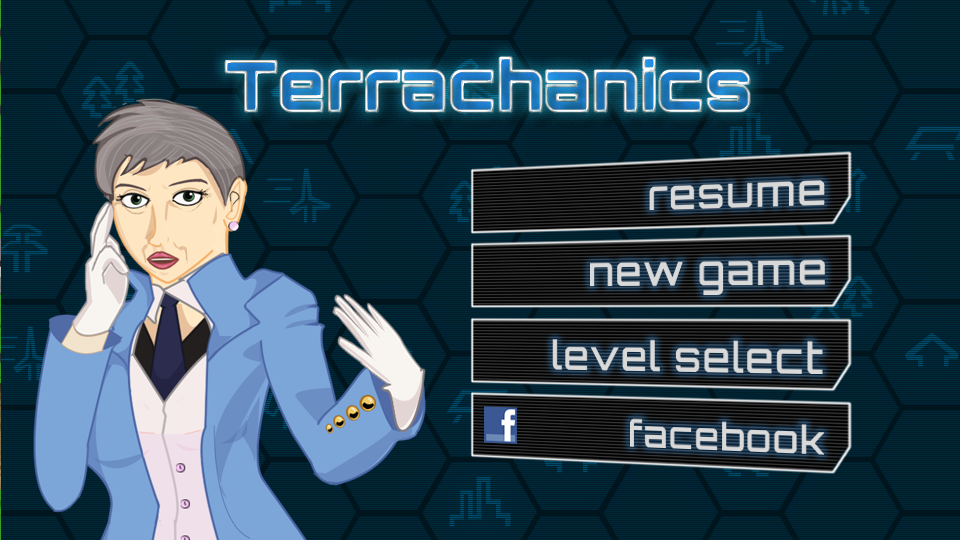 Terrachanics
resume
new game
level select
f
facebook